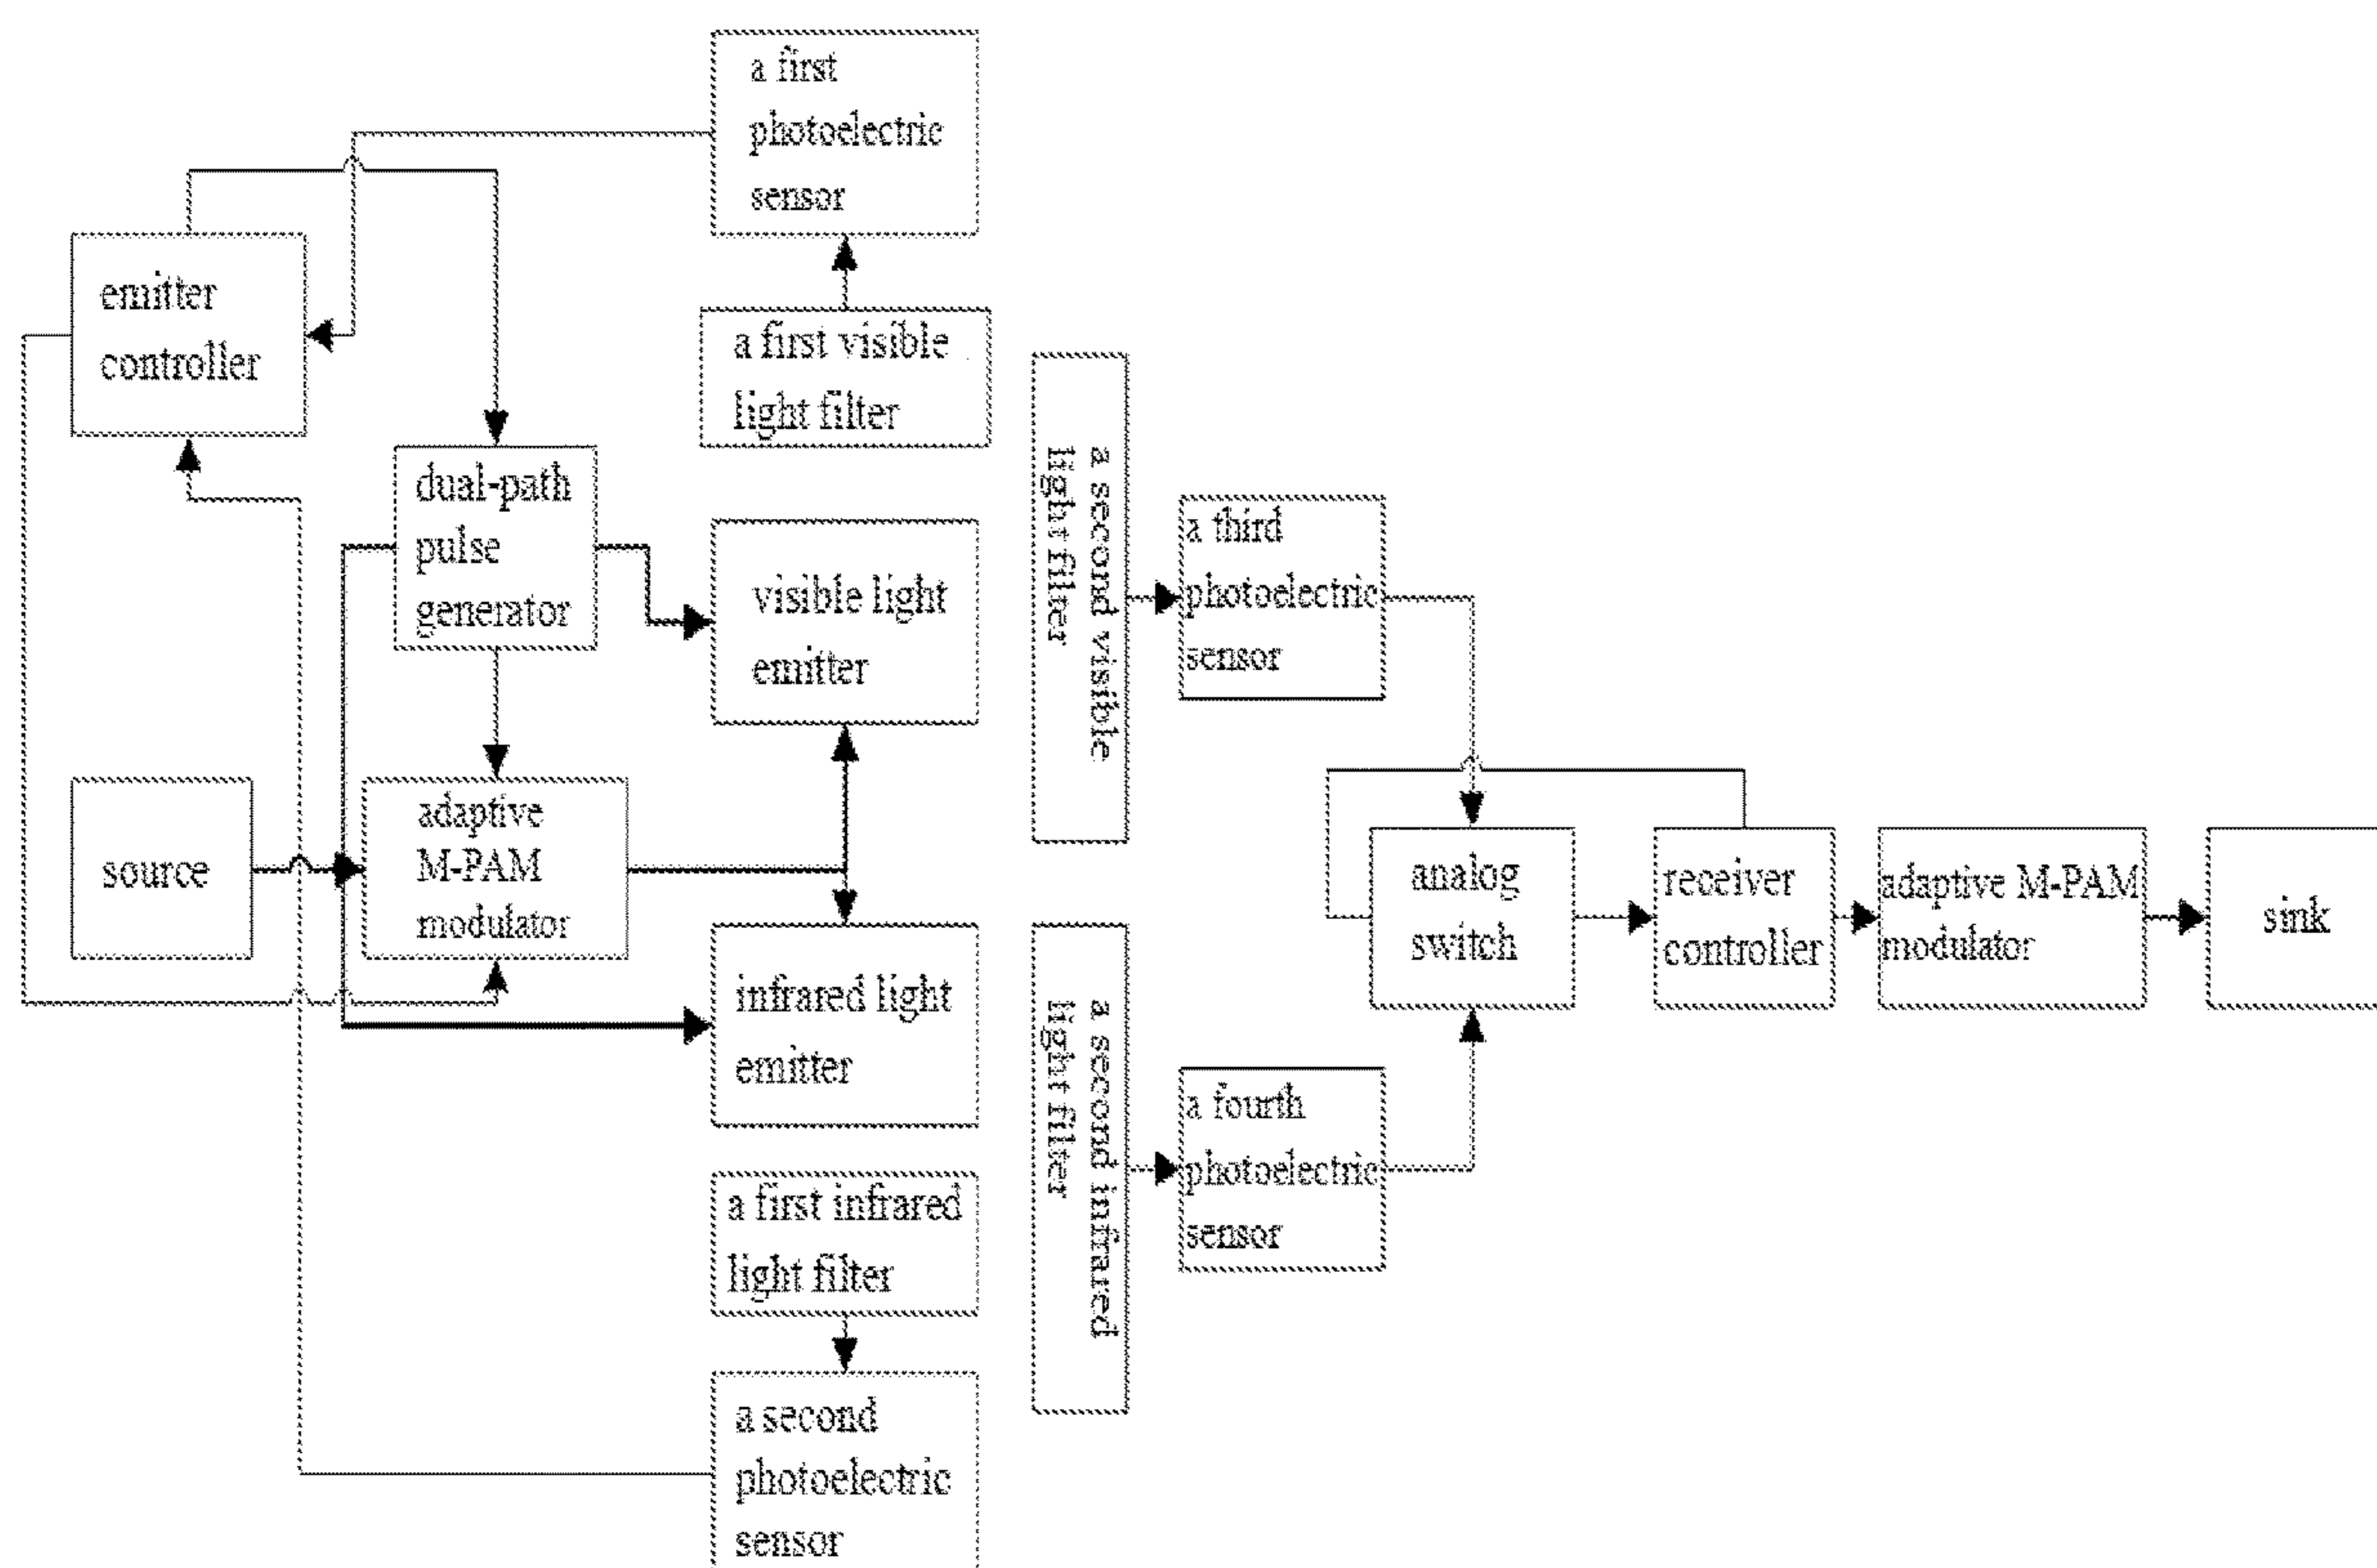 a first
photoelectric
sensor
emitter
controller
a first visible
light filter
dual-path
pulse
generator
visible light
emitter
source
adaptive
M-PAM
modulator
infrared light
emitter
a first infrared
light filter
a second
photoelectric
sensor
a second visible
light filter
a third
photoelectric
sensor
a second infrared
light filter
a fourth
photoelectric
sensor
analog
switch
receiver
controller
adaptive M-PAM
modulator
sink